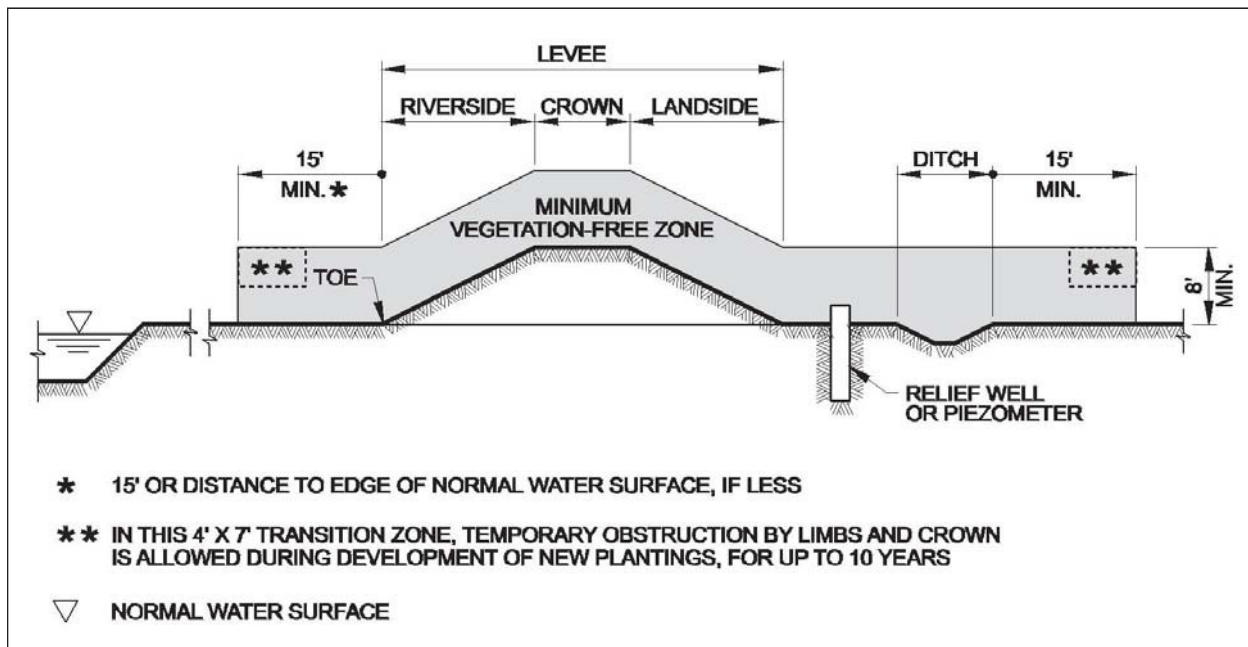 LEVEE
RIVERSIDE CROWN LANDSIDE
15'
MIN. *
DITCH
15'
MIN.
MINIMUM
VEGETATION-FREE ZONE
**
TOE
**
8'
MIN.
RELIEF WELL
OR PIEZOMETER
* 15' OR DISTANCE TO EDGE OF NORMAL WATER SURFACE, IF LESS
** IN THIS 4' X 7' TRANSITION ZONE, TEMPORARY OBSTRUCTION BY LIMBS AND CROWN
IS ALLOWED DURING DEVELOPMENT OF NEW PLANTINGS, FOR UP TO 10 YEARS
▽ NORMAL WATER SURFACE